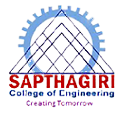 SAPTHAGIRI
College of Engineering
Creating Tomorrow